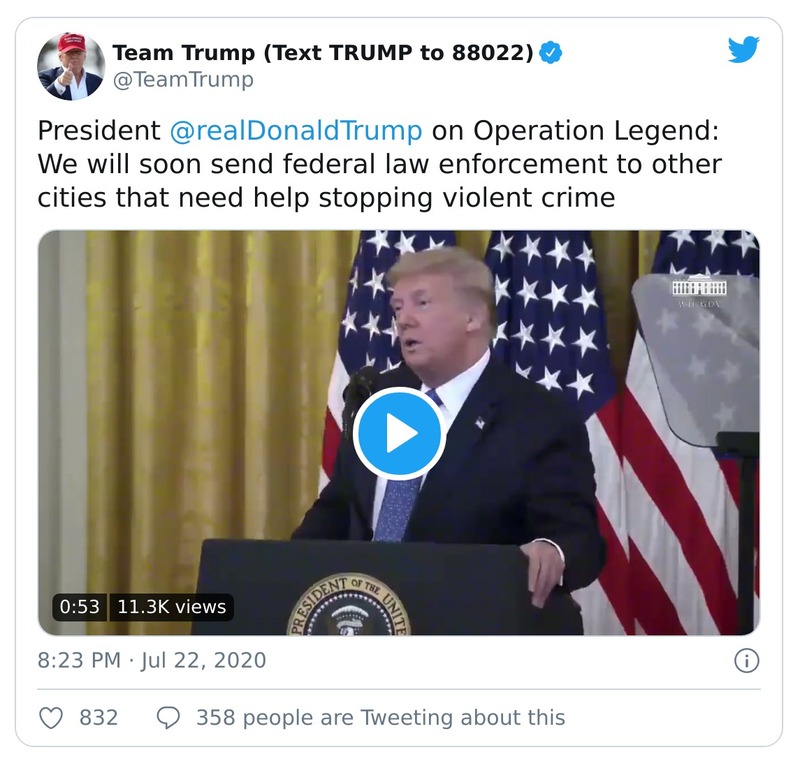 Team Trump (Text TRUMP to 88022)
@TeamTrump
President @realDonaldTrump on Operation Legend:
We will soon send federal law enforcement to other
cities that need help stopping violent crime
WH.GOV
PRESIDENT OF THE UNITED
0:53 11.3K views
8:23 PM · Jul 22, 2020
832 358 people are Tweeting about this